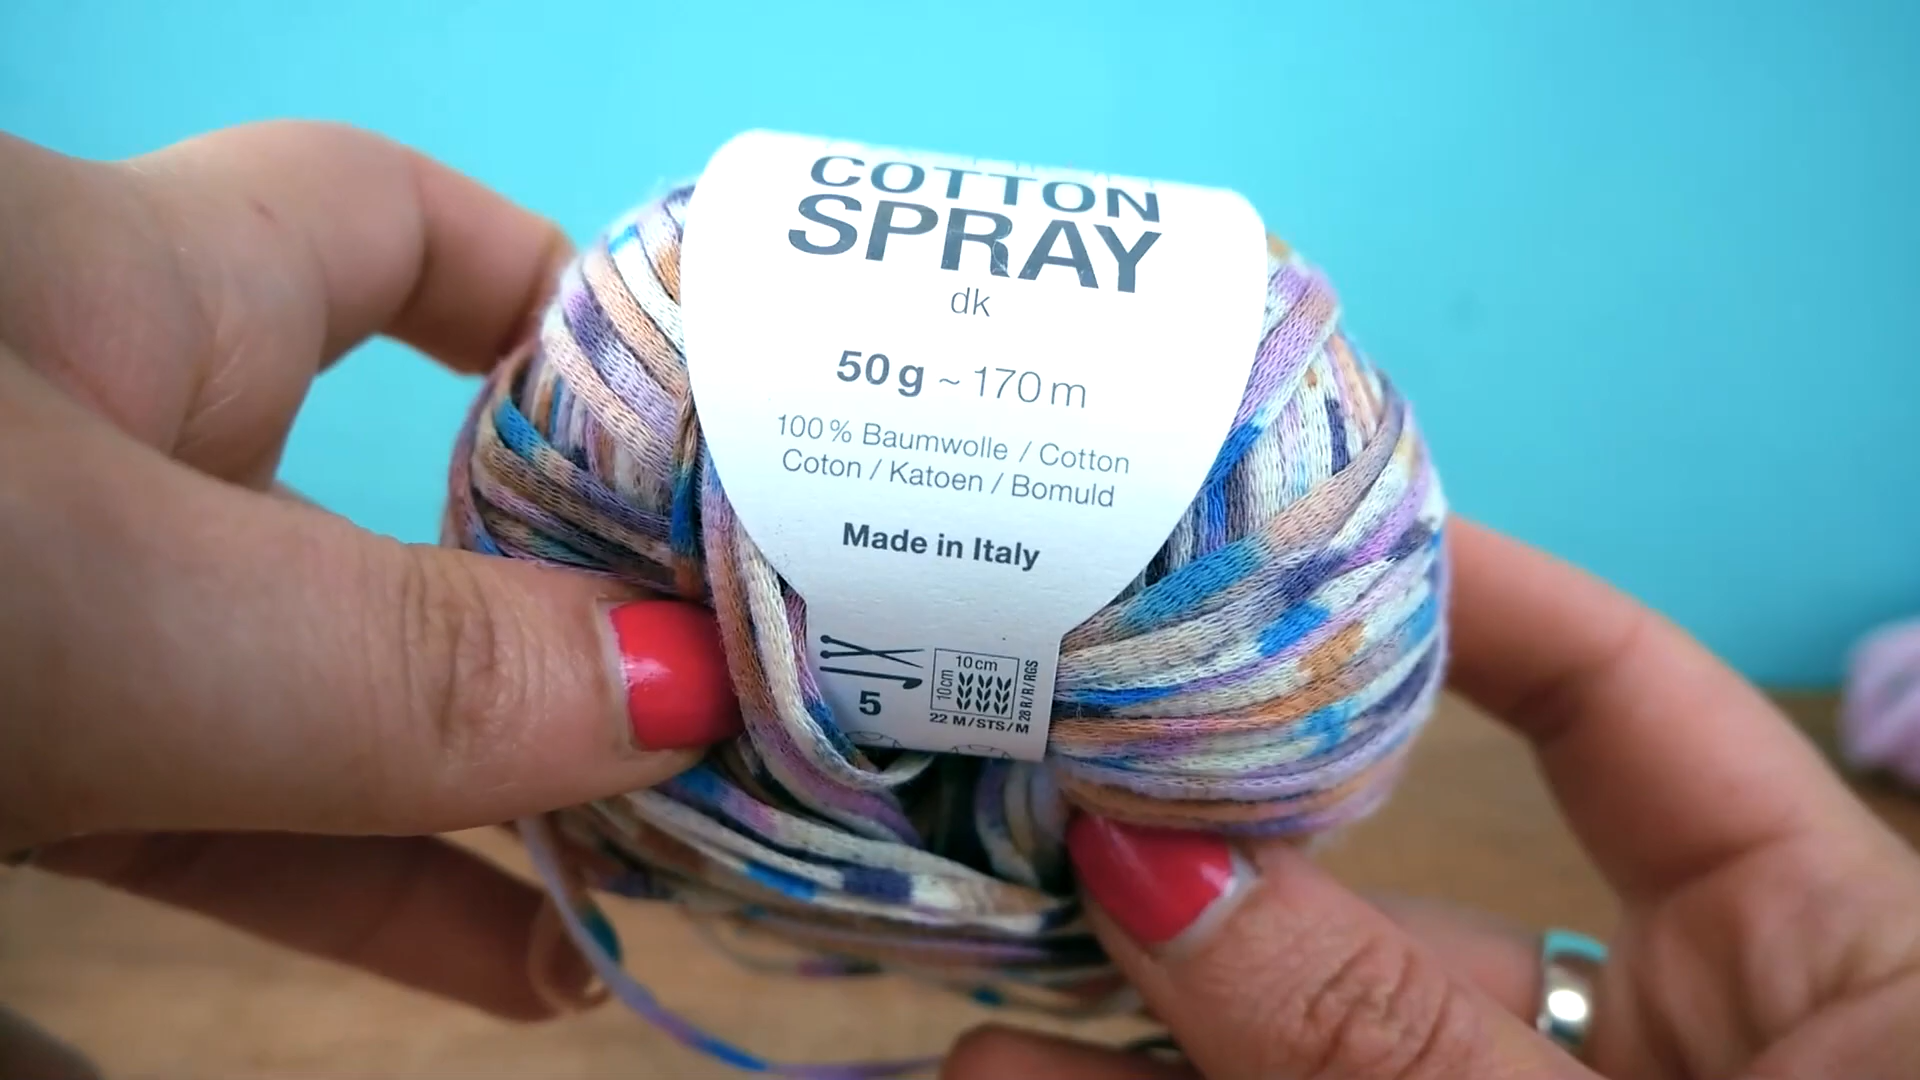 COTTON
SPRAY
dk
50 g ~ 170 m
100 % Baumwolle / Cotton
Coton / Katoen / Bomuld
Made in Italy
5
10 cm
10 cm
22 M/STS/M
28 R/R/RGS